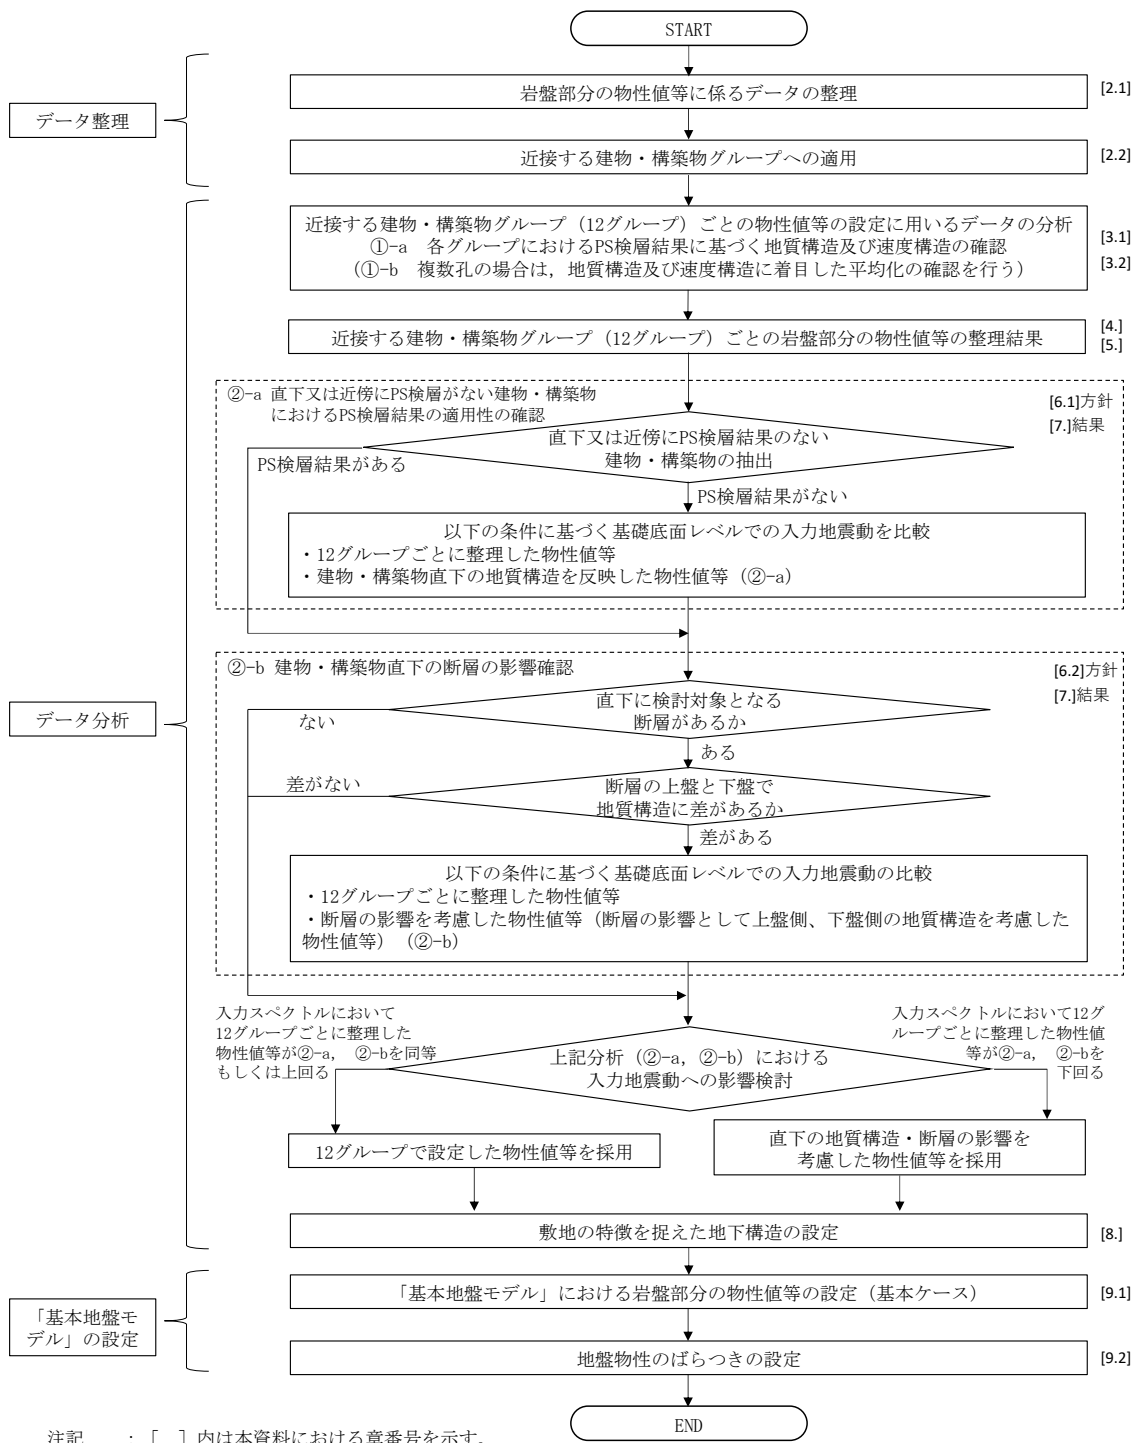 START
データ整理
岩盤部分の物性値等に係るデータの整理
[2.1]
近接する建物・構築物グループへの適用
[2.2]
近接する建物・構築物グループ（12グループ）ごとの物性値等の設定に用いるデータの分析
①-a　各グループにおけるPS検層結果に基づく地質構造及び速度構造の確認
（①-b　複数孔の場合は，地質構造及び速度構造に着目した平均化の確認を行う）
[3.1]
[3.2]
近接する建物・構築物グループ（12グループ）ごとの岩盤部分の物性値等の整理結果
[4.]
[5.]
②-a 直下又は近傍にPS検層がない建物・構築物
におけるPS検層結果の適用性の確認
[6.1]方針
[7.]結果
直下又は近傍にPS検層結果のない
建物・構築物の抽出
PS検層結果がある
PS検層結果がない
以下の条件に基づく基礎底面レベルでの入力地震動を比較
・12グループごとに整理した物性値等
・建物・構築物直下の地質構造を反映した物性値等（②-a）
データ分析
②-b 建物・構築物直下の断層の影響確認
[6.2]方針
[7.]結果
直下に検討対象となる
断層があるか
ない
ある
断層の上盤と下盤で
地質構造に差があるか
差がない
差がある
以下の条件に基づく基礎底面レベルでの入力地震動の比較
・12グループごとに整理した物性値等
・断層の影響を考慮した物性値等（断層の影響として上盤側、下盤側の地質構造を考慮した
物性値等）（②-b）
入力スペクトルにおいて
12グループごとに整理した
物性値等が②-a，②-bを同等
もしくは上回る
上記分析（②-a，②-b）における
入力地震動への影響検討
入力スペクトルにおいて12グ
ループごとに整理した物性値
等が②-a，②-bを
下回る
12グループで設定した物性値等を採用
直下の地質構造・断層の影響を
考慮した物性値等を採用
敷地の特徴を捉えた地下構造の設定
[8.]
「基本地盤モ
デル」の設定
「基本地盤モデル」における岩盤部分の物性値等の設定（基本ケース）
[9.1]
地盤物性のばらつきの設定
[9.2]
END
注記　　：［　］内は本資料における章番号を示す。